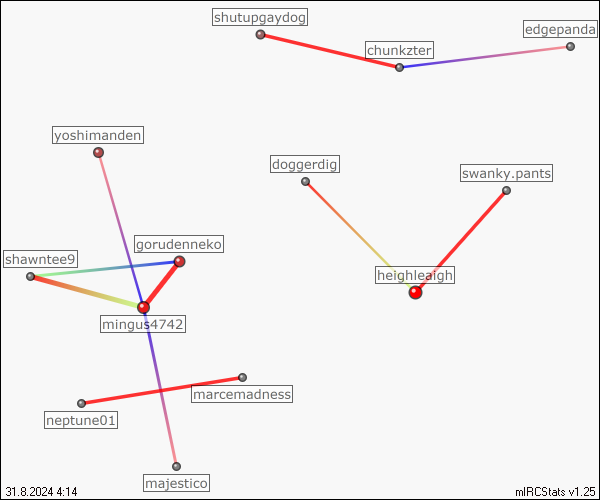 shutupgaydog
edgepanda
chunkzter
yoshimanden
doggerdig
swanky.pants
gorudenneko
shawntee9
heighleaigh
mingus4742
marcemadness
neptune01
majestico
31.8.2024 4:14
mIRCStats v1.25